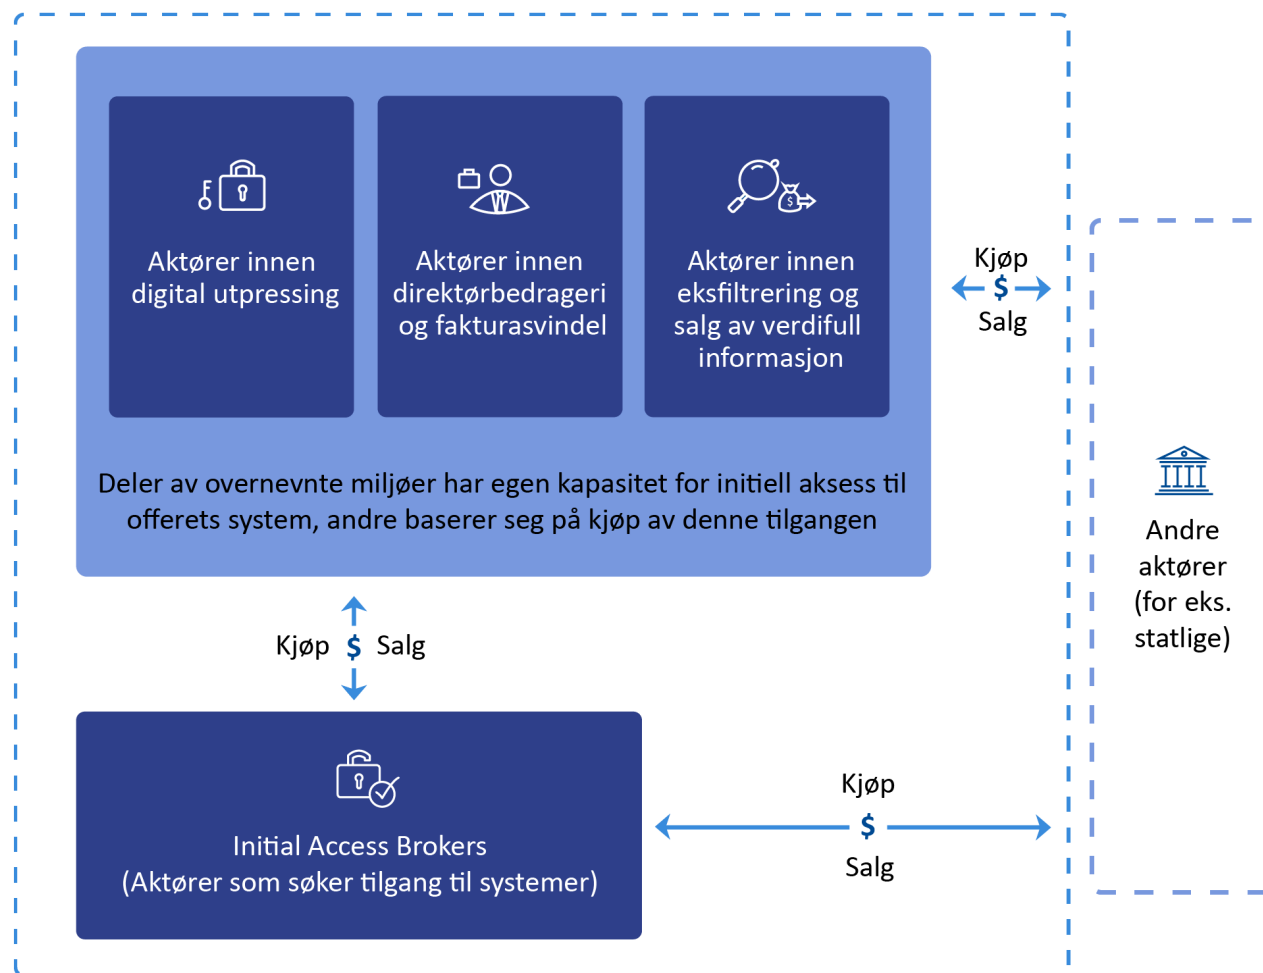 Aktører innen
digital utpressing
Aktører innen
direktørbedrageri
og fakturasvindel
Aktører innen
eksfiltrering og
salg av verdifull
informasjon
Deler av overnevnte miljøer har egen kapasitet for initiell aksess til
offerets system, andre baserer seg på kjøp av denne tilgangen
Kjøp
$
Salg
Andre
aktører
(for eks.
statlige)
Kjøp $ Salg
Initial Access Brokers
(Aktører som søker tilgang til systemer)
Kjøp
$
Salg